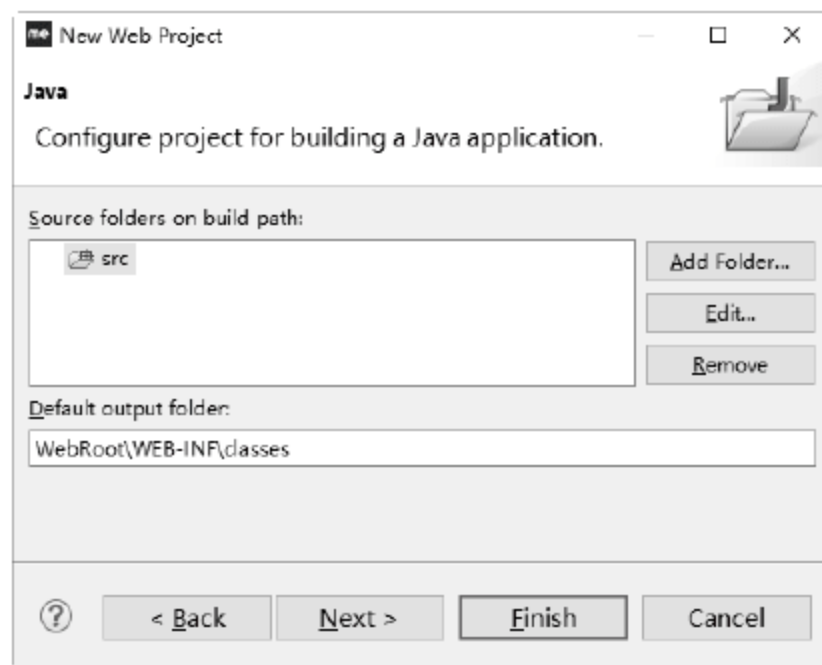 me New Web Project
Java
Configure project for building a Java application.
Source folders on build path:
src
Add Folder...
Edit...
Remove
Default output folder:
WebRoot\WEB-INF\classes
?
< Back
Next >
Finish
Cancel